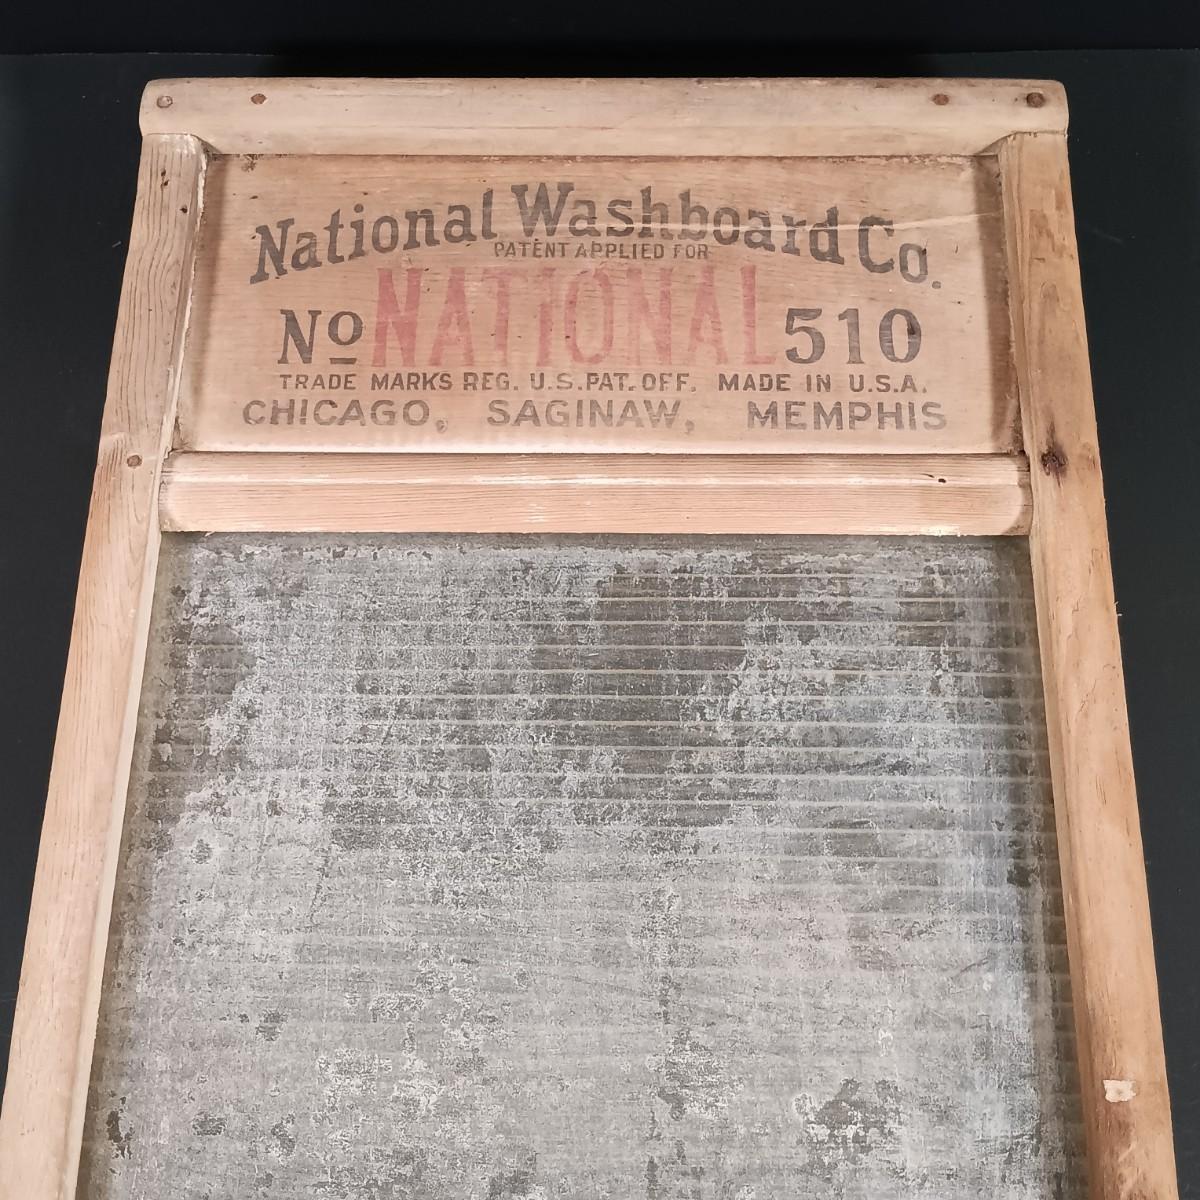 National Washboard Co.
PATENT APPLIED FOR
No NATIONAL 510
TRADE MARKS REG. U.S. PAT. OFF. MADE IN U.S.A.
CHICAGO, SAGINAW, MEMPHIS